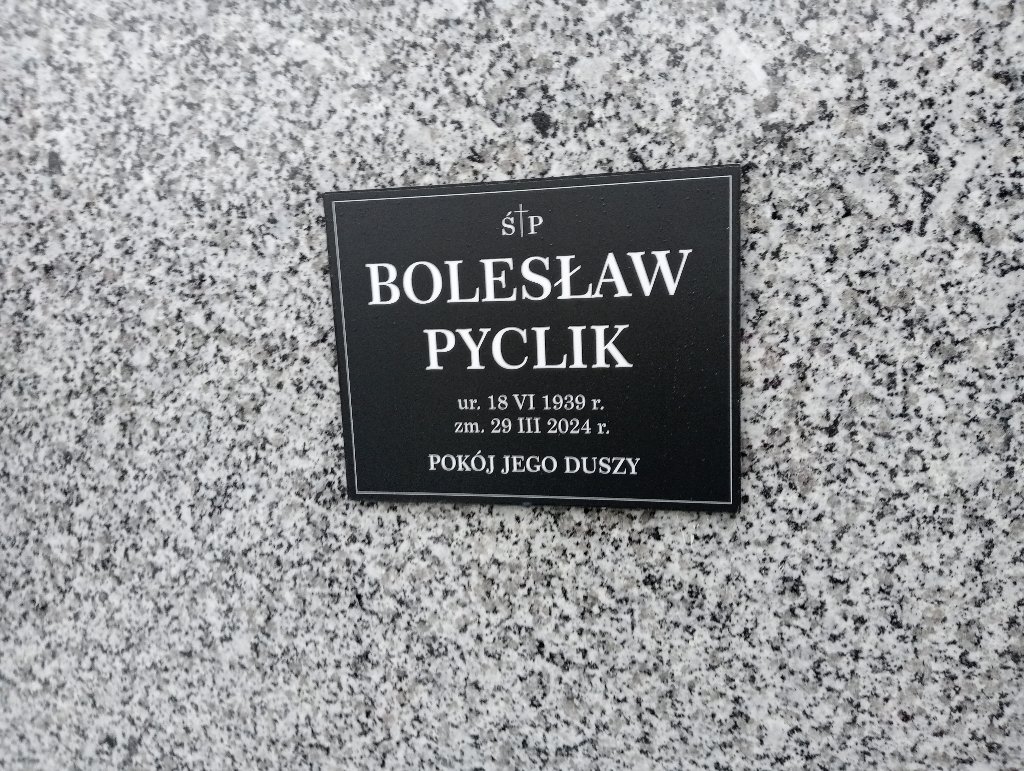 Ś†P
BOLESŁAW
PYCLIK
ur. 18 VI 1939 r.
zm. 29 III 2024 r.
POKÓJ JEGO DUSZY